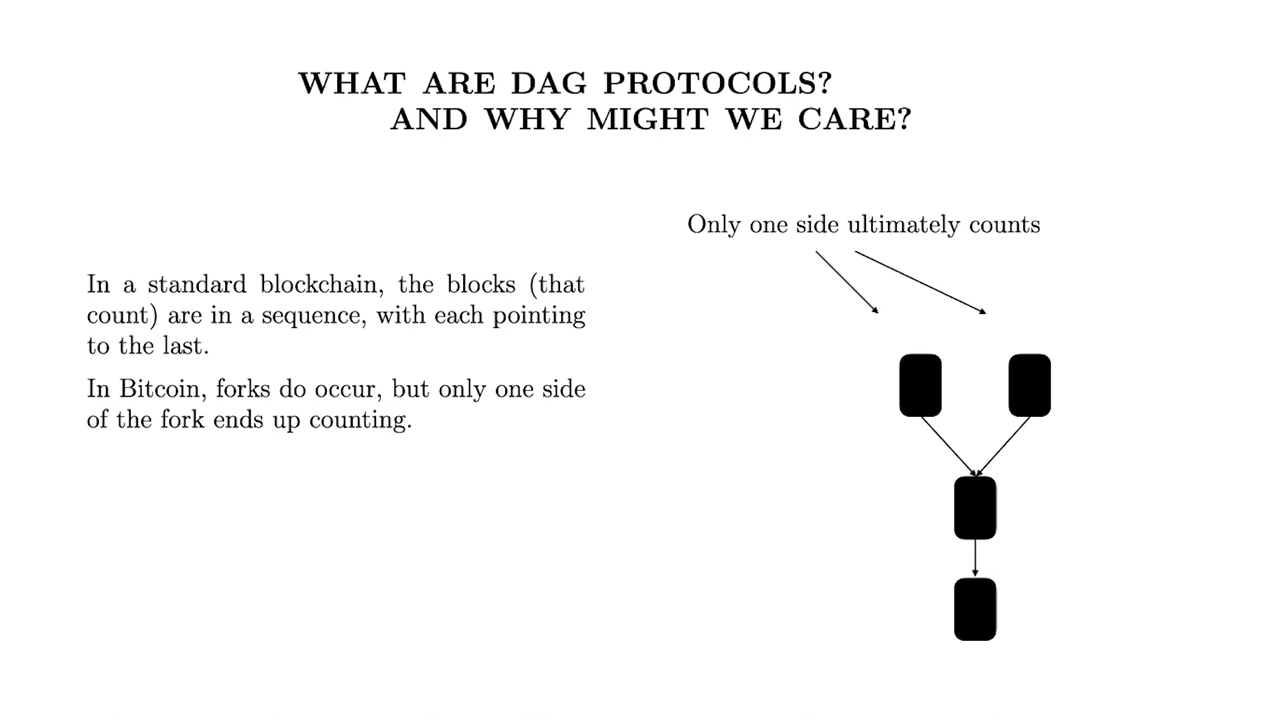 WHAT ARE DAG PROTOCOLS?
AND WHY MIGHT WE CARE?
In a standard blockchain, the blocks (that
count) are in a sequence, with each pointing
to the last.
In Bitcoin, forks do occur, but only one side
of the fork ends up counting.
Only one side ultimately counts